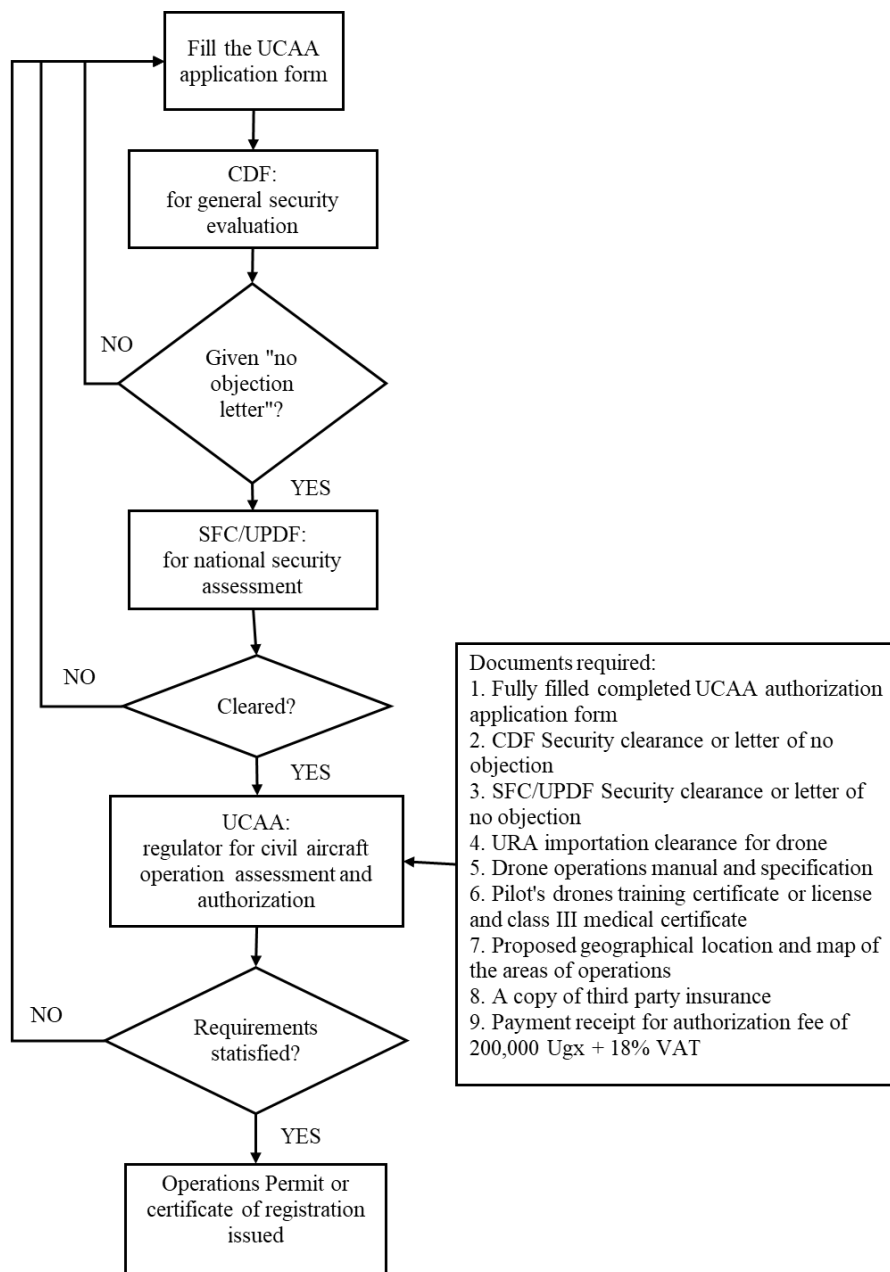 Fill the UCAA
application form
CDF:
for general security
evaluation
NO
Given "no
objection
letter"?
YES
SFC/UPDF:
for national security
assessment
NO
Cleared?
YES
UCAA:
regulator for civil aircraft
operation assessment and
authorization
Documents required:
1. Fully filled completed UCAA authorization
application form
2. CDF Security clearance or letter of no
objection
3. SFC/UPDF Security clearance or letter of
no objection
4. URA importation clearance for drone
5. Drone operations manual and specification
6. Pilot's drones training certificate or license
and class III medical certificate
7. Proposed geographical location and map of
the areas of operations
8. A copy of third party insurance
9. Payment receipt for authorization fee of
200,000 Ugx + 18% VAT
NO
Requirements
statisfied?
YES
Operations Permit or
certificate of registration
issued